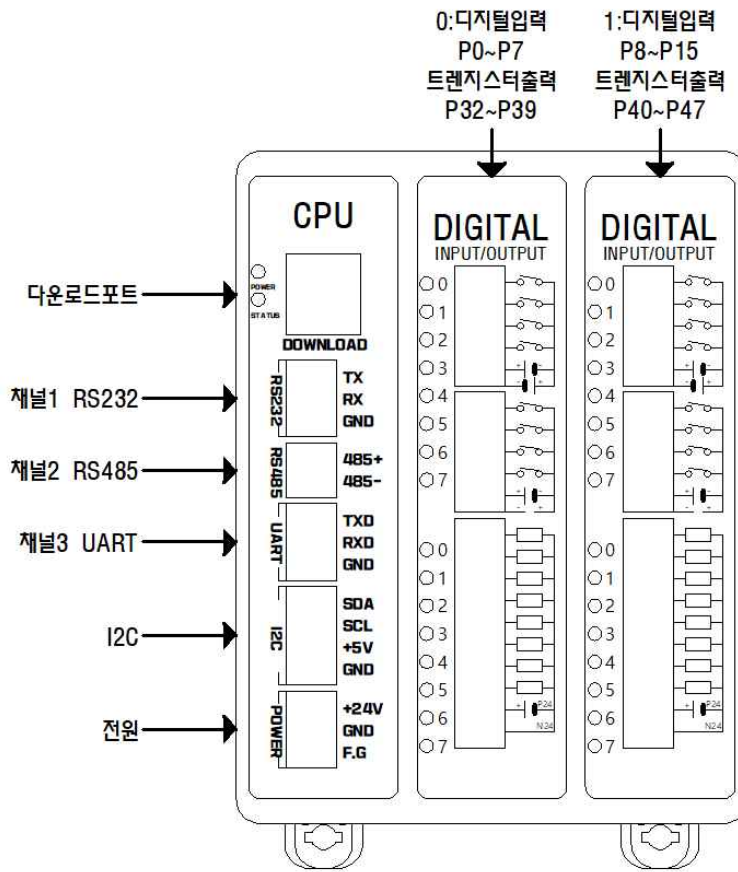 0:디지털입력
P0~P7
트렌지스터출력
P32~P39
1:디지털입력
P8~P15
트렌지스터출력
P40~P47
다운로드포트
채널1 RS232
채널2 RS485
채널3 UART
I2C
전원
CPU
POWER
STATUS
DOWNLOAD
RS232
TX
RX
GND
RS485
485+
485-
UART
TXD
RXD
GND
I2C
SDA
SCL
+5V
GND
POWER
+24V
GND
F.G
DIGITAL
INPUT/OUTPUT
0
1
2
3
+ -
- +
4
5
6
7
+ -
- +
0
1
2
3
4
5
6
7
+ - P24
N24
DIGITAL
INPUT/OUTPUT
0
1
2
3
+ -
- +
4
5
6
7
+ -
- +
0
1
2
3
4
5
6
7
+ - P24
N24